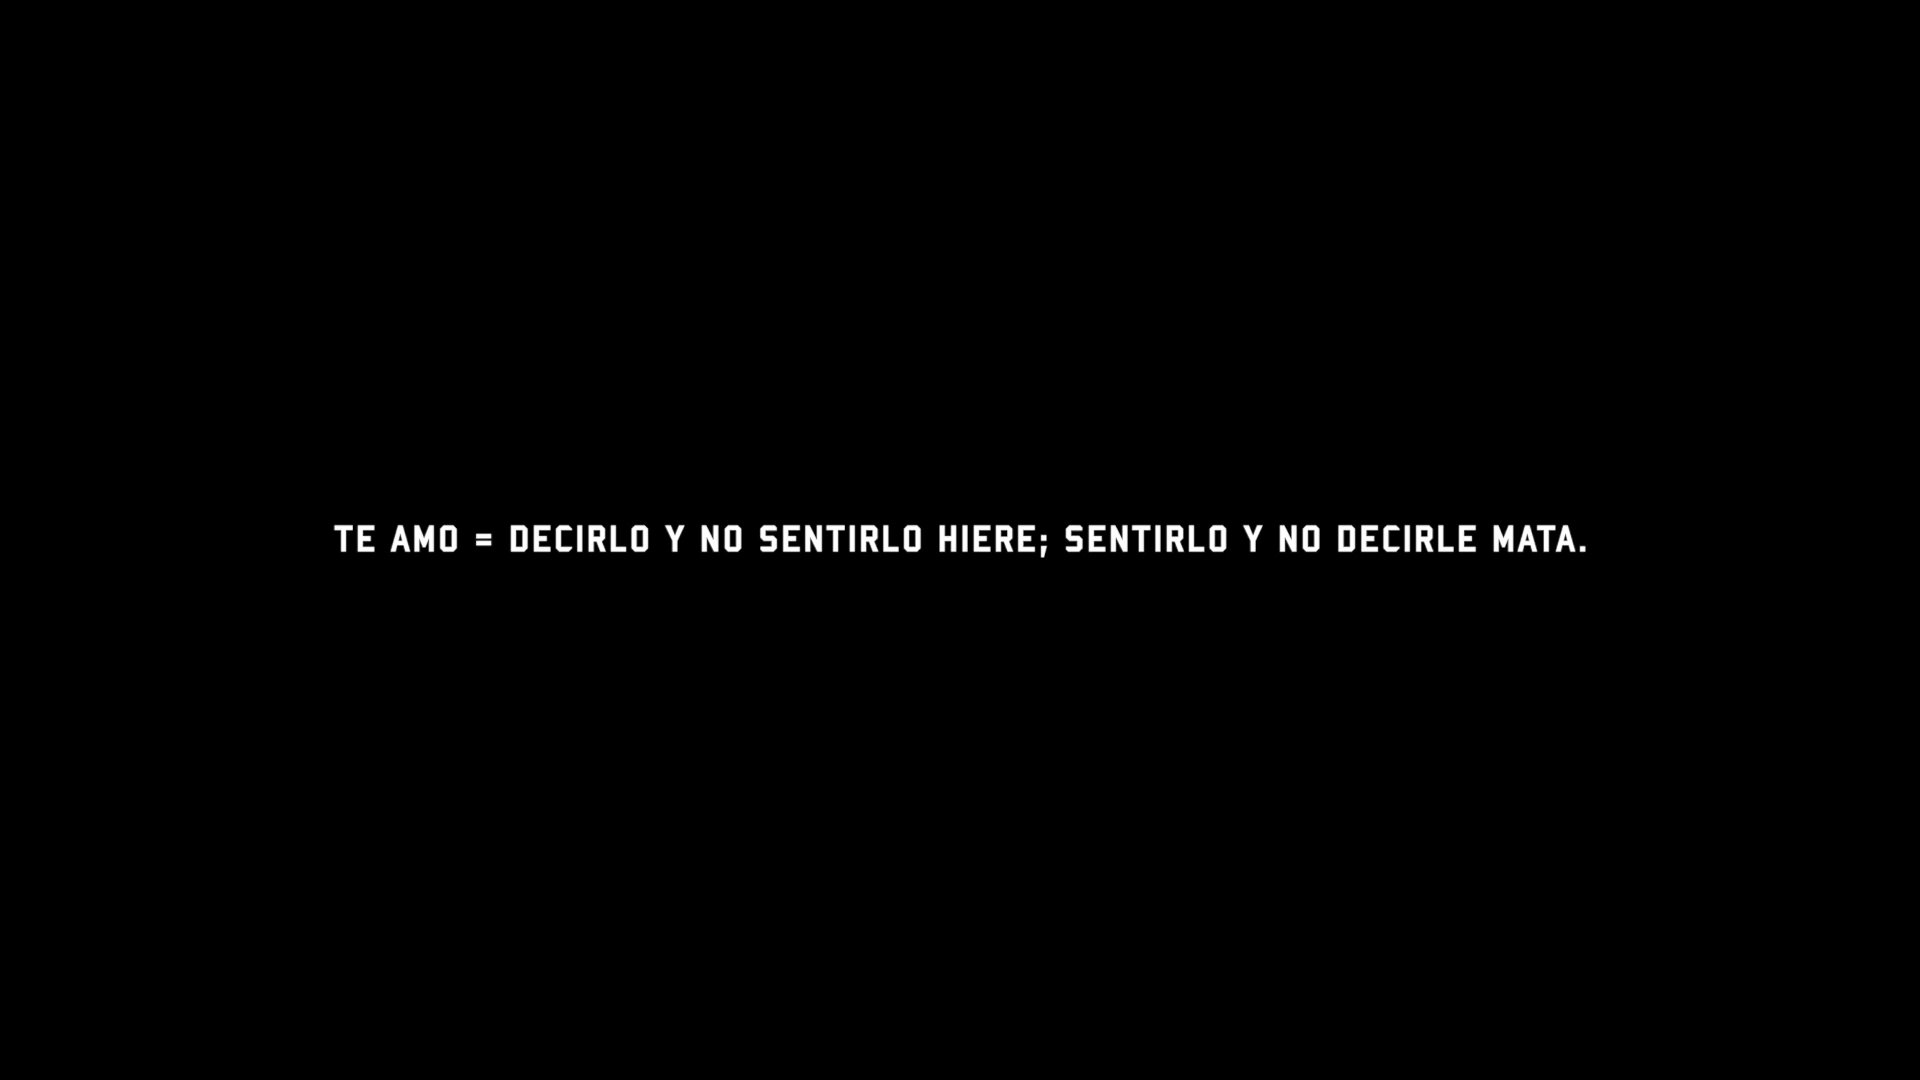 TE AMO = DECIRLO Y NO SENTIRLO HIERE; SENTIRLO Y NO DECIRLE MATA.